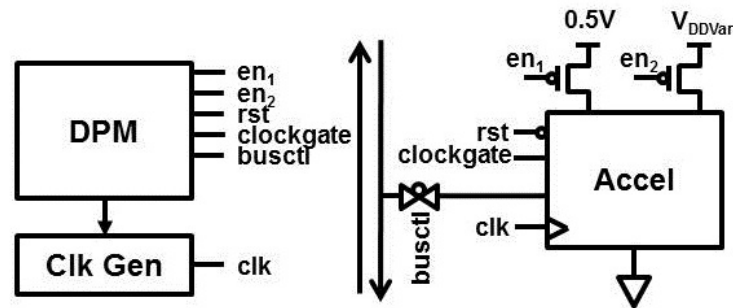 DPM
en1
en2
rst
clockgate
busctl
Clk Gen
clk
0.5V
VDDVar
en1
en2
rst
clockgate
busctl
clk
Accel